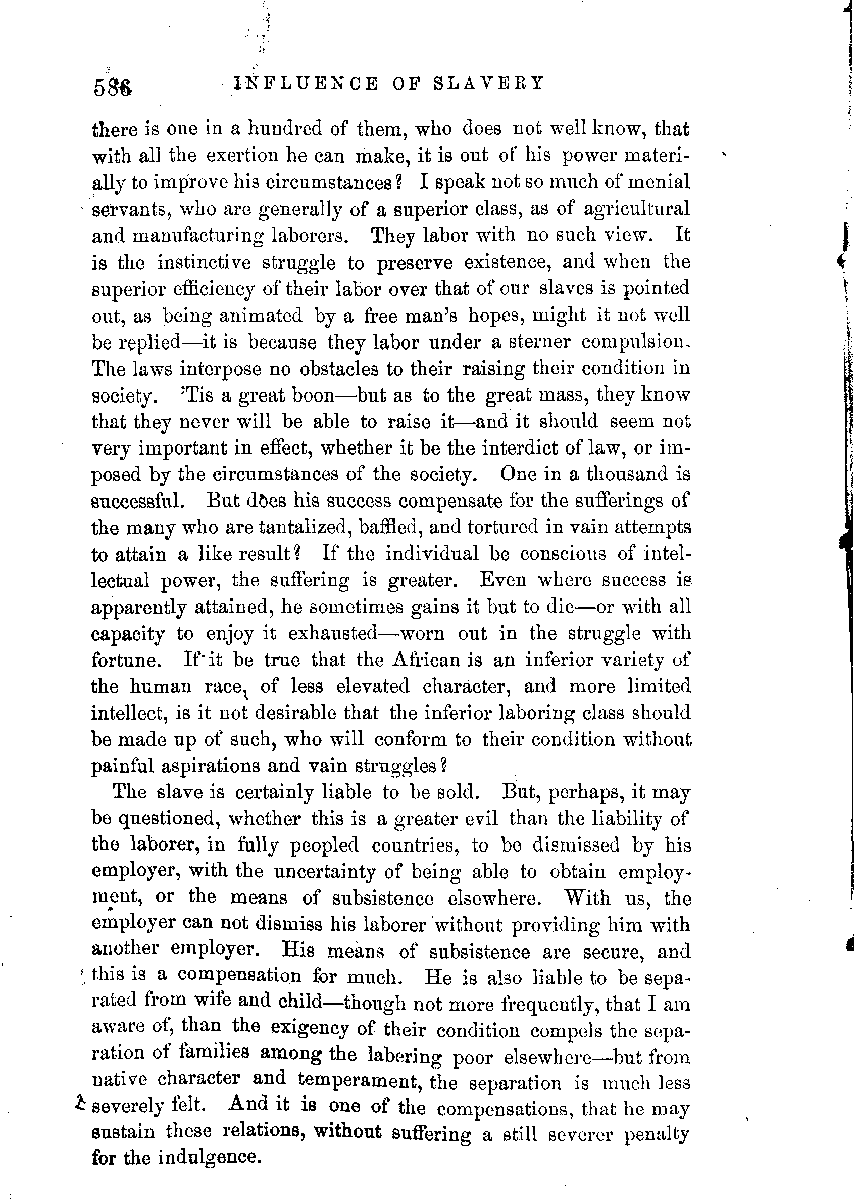 586 INFLUENCE OF SLAVERY
there is one in a hundred of them, who does not well know, that
with all the exertion he can make, it is out of his power materi-
ally to improve his circumstances? I speak not so much of menial
servants, who are generally of a superior class, as of agricultural
and manufacturing laborers. They labor with no such view. It
is the instinctive struggle to preserve existence, and when the
superior efficiency of their labor over that of our slaves is pointed
out, as being animated by a free man's hopes, might it not well
be replied—it is because they labor under a sterner compulsion.
The laws interpose no obstacles to their raising their condition in
society. 'Tis a great boon—but as to the great mass, they know
that they never will be able to raise it—and it should seem not
very important in effect, whether it be the interdict of law, or im-
posed by the circumstances of the society. One in a thousand is
successful. But does his success compensate for the sufferings of
the many who are tantalized, baffled, and tortured in vain attempts
to attain a like result? If the individual be conscious of intel-
lectual power, the suffering is greater. Even where success is
apparently attained, he sometimes gains it but to die—or with all
capacity to enjoy it exhausted—worn out in the struggle with
fortune. If it be true that the African is an inferior variety of
the human race, of less elevated character, and more limited
intellect, is it not desirable that the inferior laboring class should
be made up of such, who will conform to their condition without
painful aspirations and vain struggles?
The slave is certainly liable to be sold. But, perhaps, it may
be questioned, whether this is a greater evil than the liability of
the laborer, in fully peopled countries, to be dismissed by his
employer, with the uncertainty of being able to obtain employ-
ment, or the means of subsistence elsewhere. With us, the
employer can not dismiss his laborer without providing him with
another employer. His means of subsistence are secure, and
this is a compensation for much. He is also liable to be sepa-
rated from wife and child—though not more frequently, that I am
aware of, than the exigency of their condition compels the sepa-
ration of families among the laboring poor elsewhere—but from
native character and temperament, the separation is much less
severely felt. And it is one of the compensations, that he may
sustain these relations, without suffering a still severer penalty
for the indulgence.